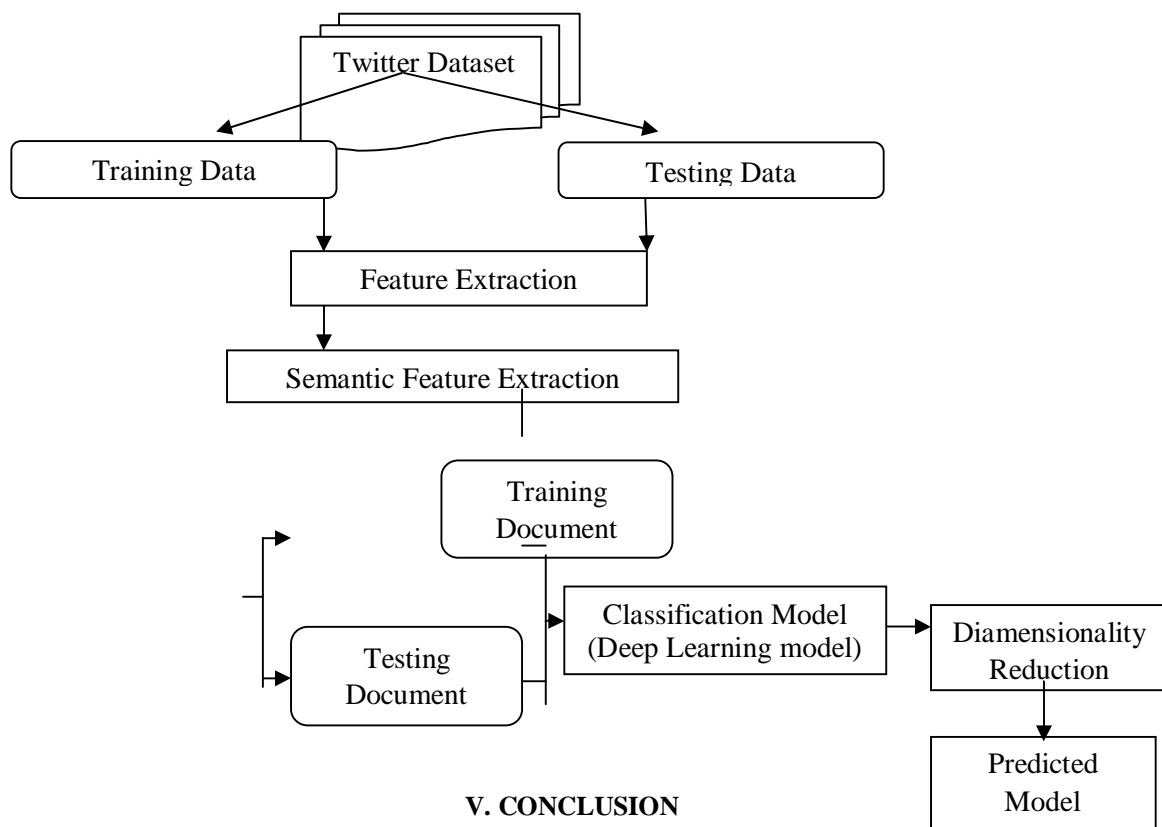 Twitter Dataset
Training Data
Testing Data
Feature Extraction
Semantic Feature Extraction
Training
Document
Testing
Document
Classification Model
(Deep Learning model)
Diamensionality
Reduction
Predicted
Model
V. CONCLUSION